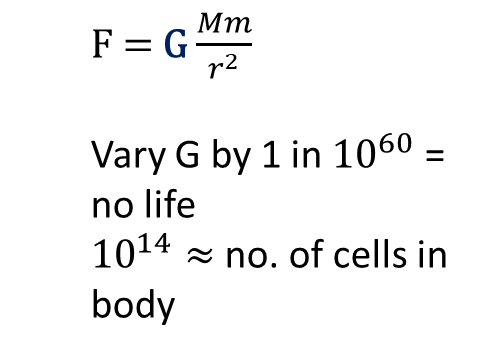 F = G Mm/r²
Vary G by 1 in 10⁶⁰ =
no life
10¹⁴ ≈ no. of cells in
body